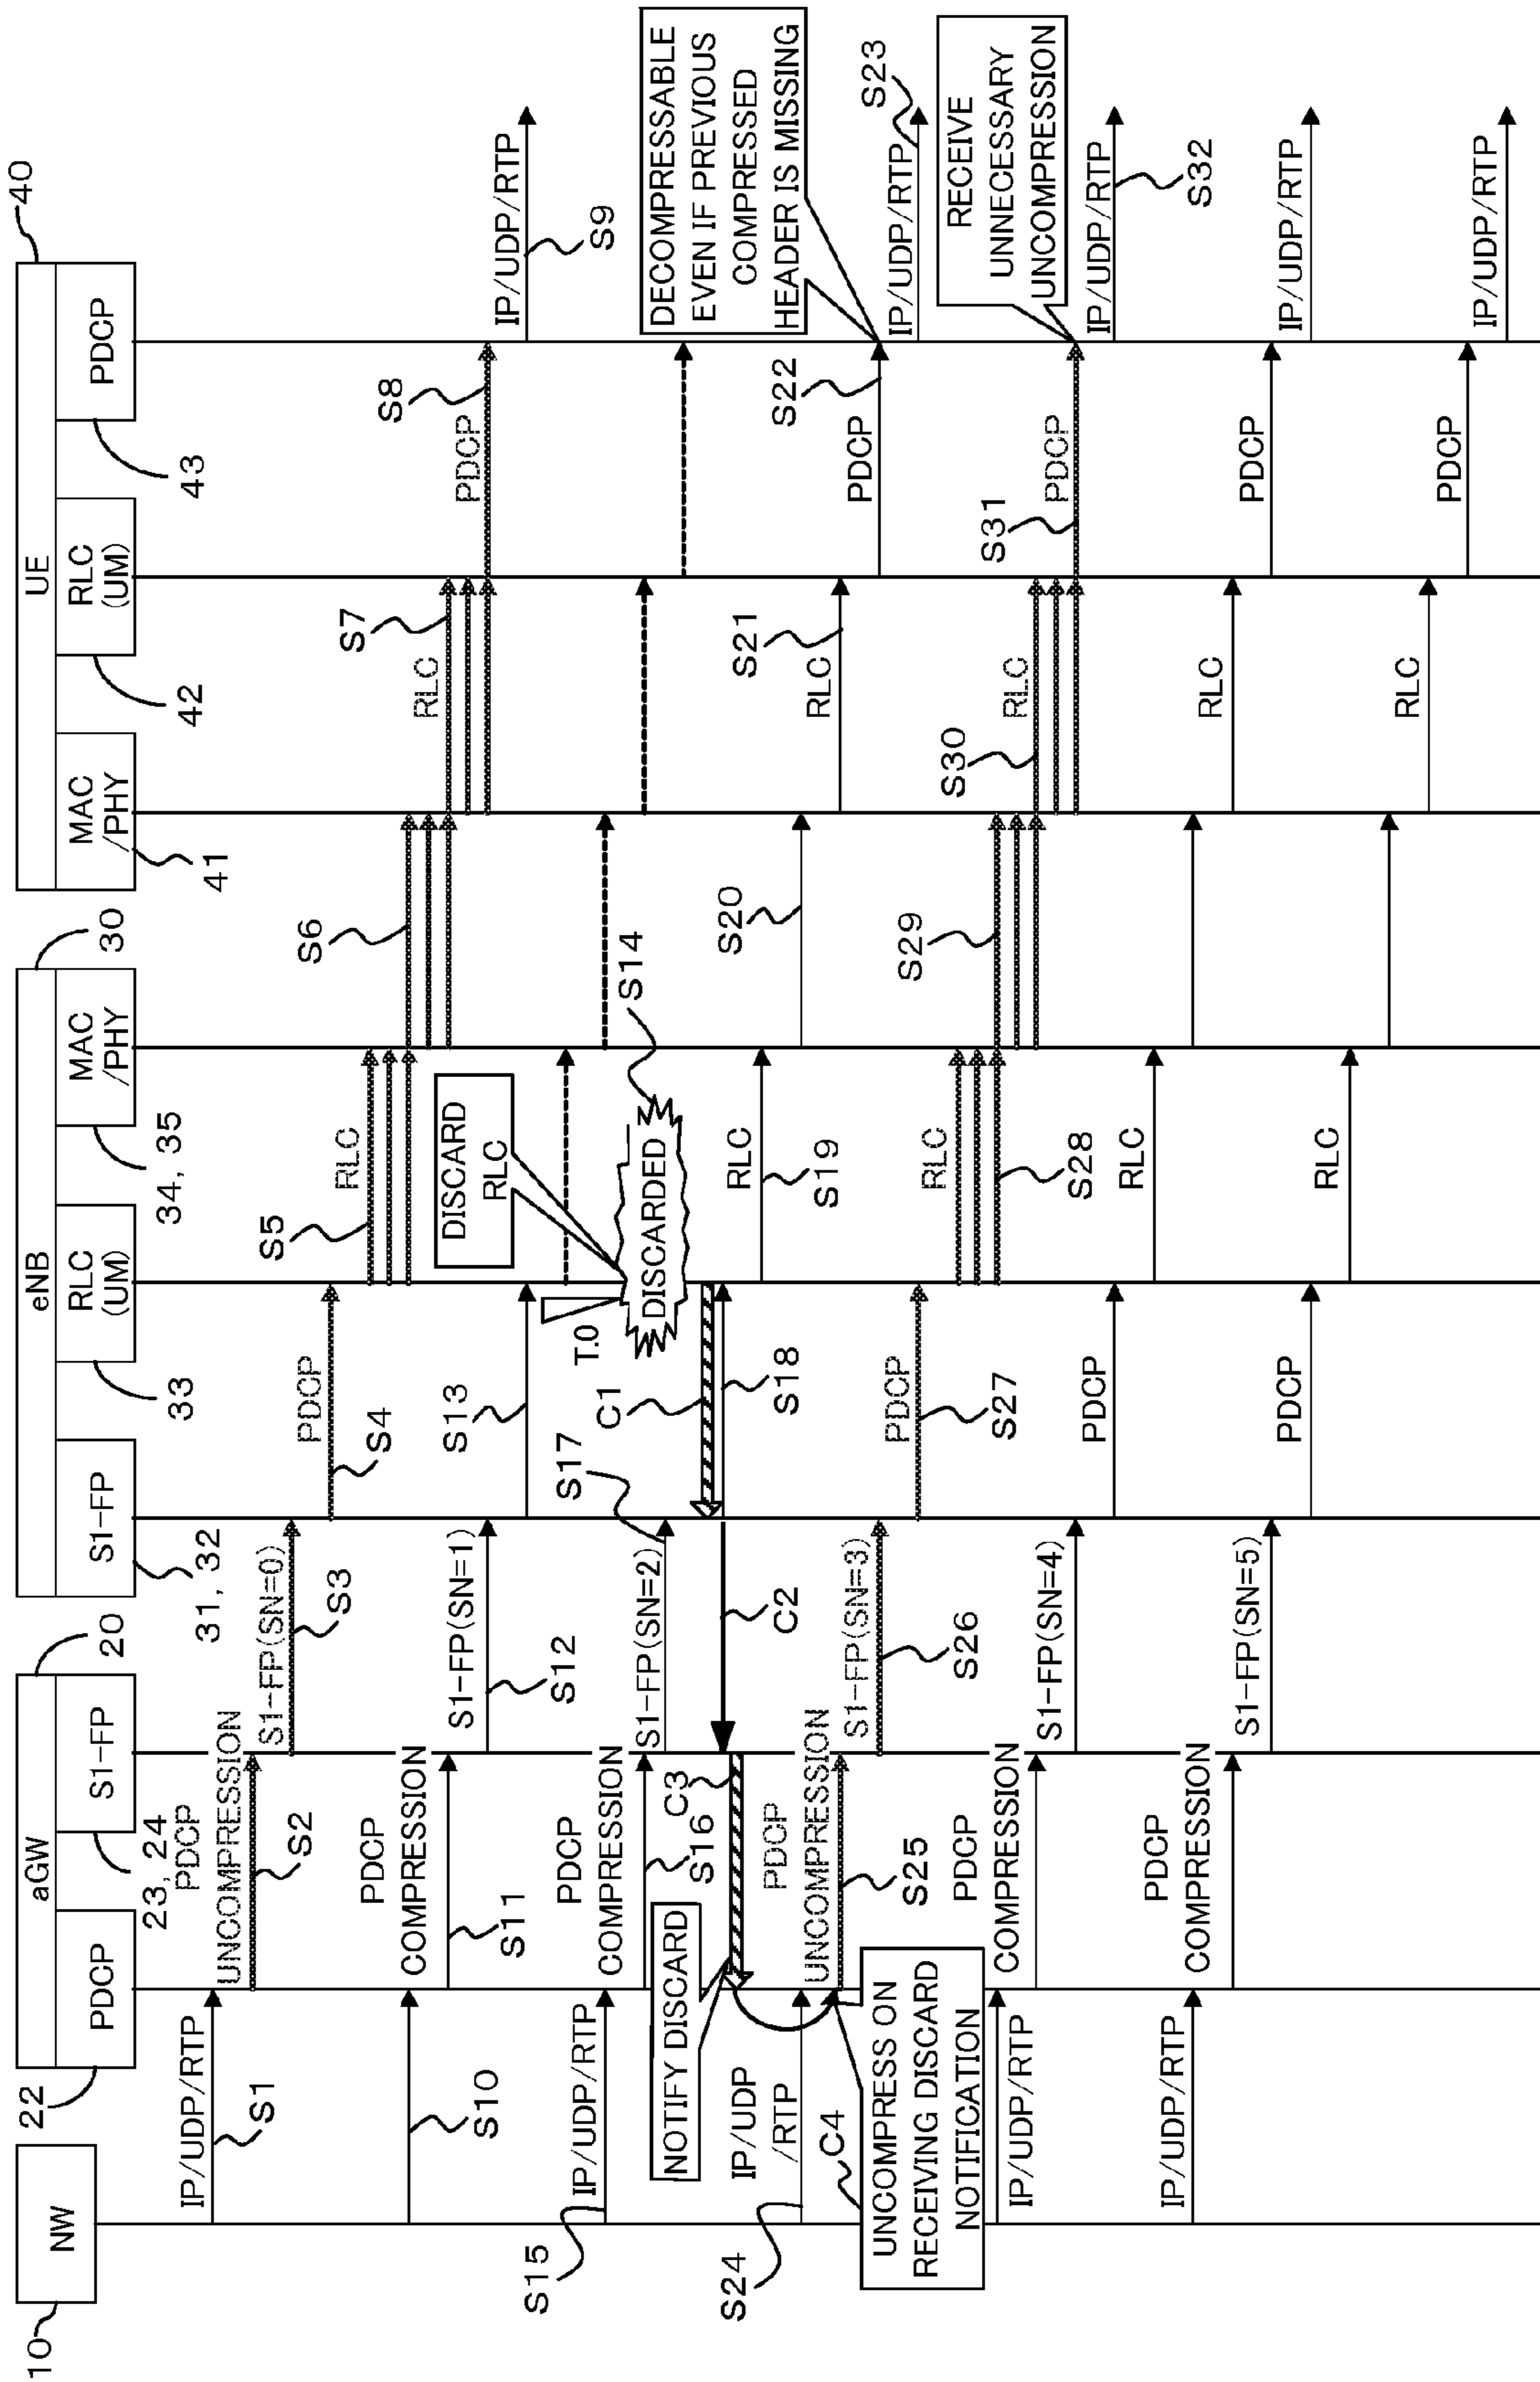 10
NW
22
aGW
20
PDCP
S1-FP
23, 24
eNB
30
S1-FP
RLC
(UM)
MAC
/PHY
31, 32
33
34, 35
UE
40
MAC
/PHY
RLC
(UM)
PDCP
41
42
43
IP/UDP/RTP
S1
PDCP
UNCOMPRESSION
S2
S1-FP(SN=0)
S3
PDCP
S4
RLC
S5
S6
RLC
S7
PDCP
S8
IP/UDP/RTP
S9
S10
PDCP
COMPRESSION
S11
S1-FP(SN=1)
S12
S13
T.O
DISCARD
RLC
DISCARDED
S14
IP/UDP/RTP
S15
PDCP
COMPRESSION
S16
S1-FP(SN=2)
S17
C1
S18
RLC
S19
S20
RLC
S21
PDCP
S22
DECOMPRESSABLE
EVEN IF PREVIOUS
COMPRESSED
HEADER IS MISSING
IP/UDP/RTP
S23
NOTIFY DISCARD
C3
C2
IP/UDP
/RTP
S24
C4
UNCOMPRESS ON
RECEIVING DISCARD
NOTIFICATION
PDCP
UNCOMPRESSION
S25
S1-FP(SN=3)
S26
PDCP
S27
RLC
S28
S29
RLC
S30
PDCP
S31
RECEIVE
UNNECESSARY
UNCOMPRESSION
IP/UDP/RTP
S32
IP/UDP/RTP
PDCP
COMPRESSION
S1-FP(SN=4)
PDCP
RLC
RLC
PDCP
IP/UDP/RTP
IP/UDP/RTP
PDCP
COMPRESSION
S1-FP(SN=5)
PDCP
RLC
RLC
PDCP
IP/UDP/RTP